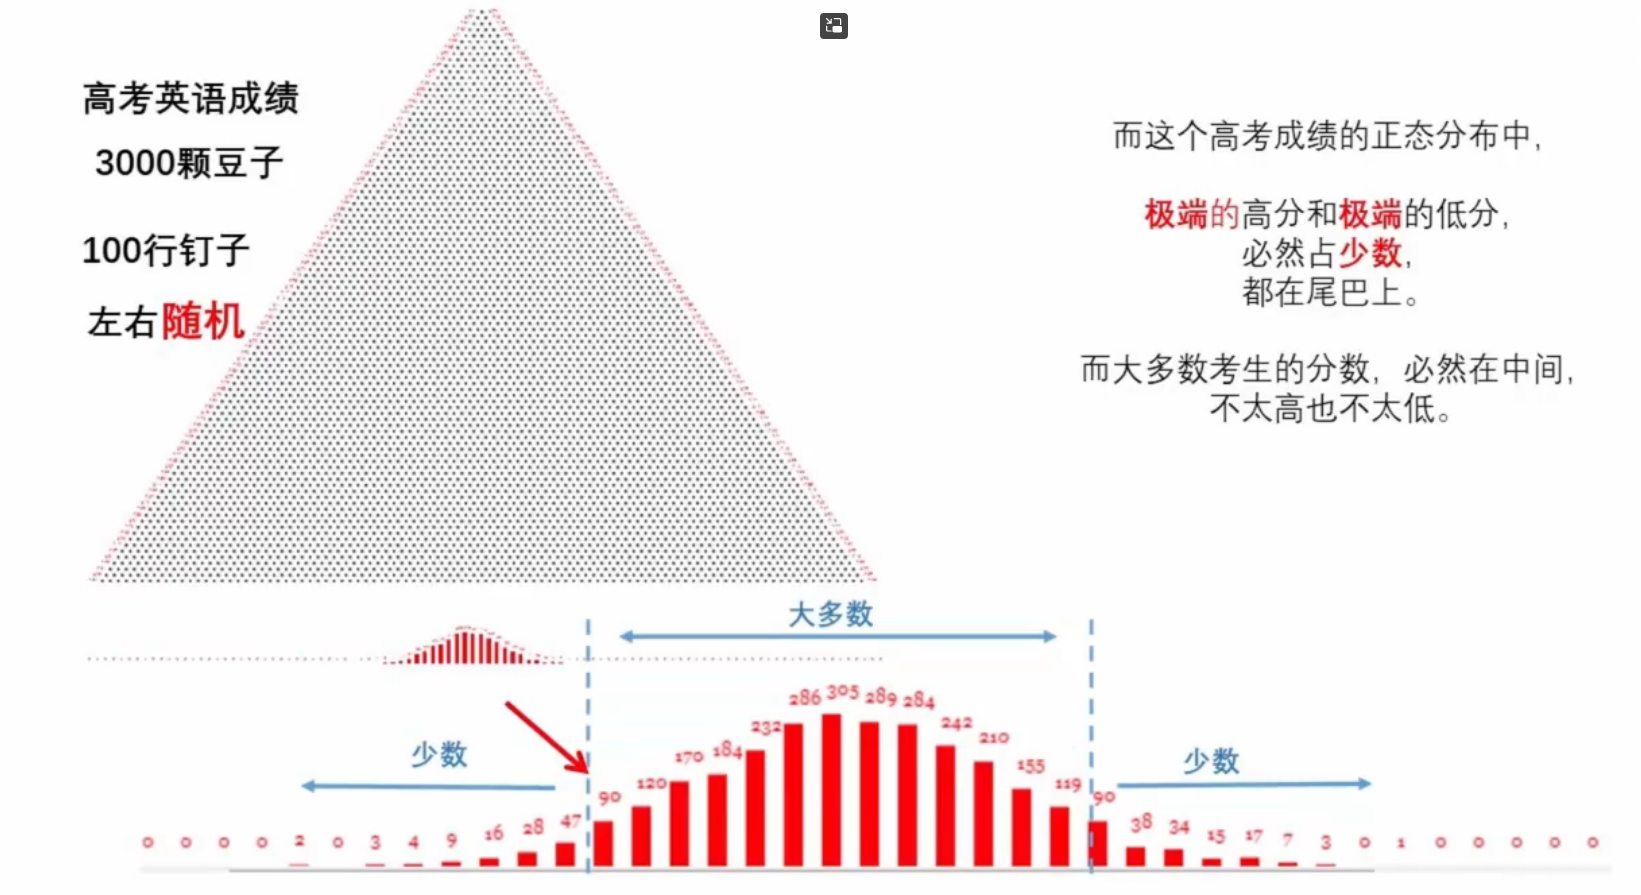 高考英语成绩
3000颗豆子
100行钉子
左右随机
而这个高考成绩的正态分布中，
极端的高分和极端的低分，
必然占少数，
都在尾巴上。
而大多数考生的分数，必然在中间，
不太高也不太低。
大多数
少数
少数
0 0 0 0 2 0 3 4 9 16 28 47 90 120 170 184 232 286 305 289 284 242 210 155 119 90 38 34 15 17 7 3 0 1 0 0 0 0 0